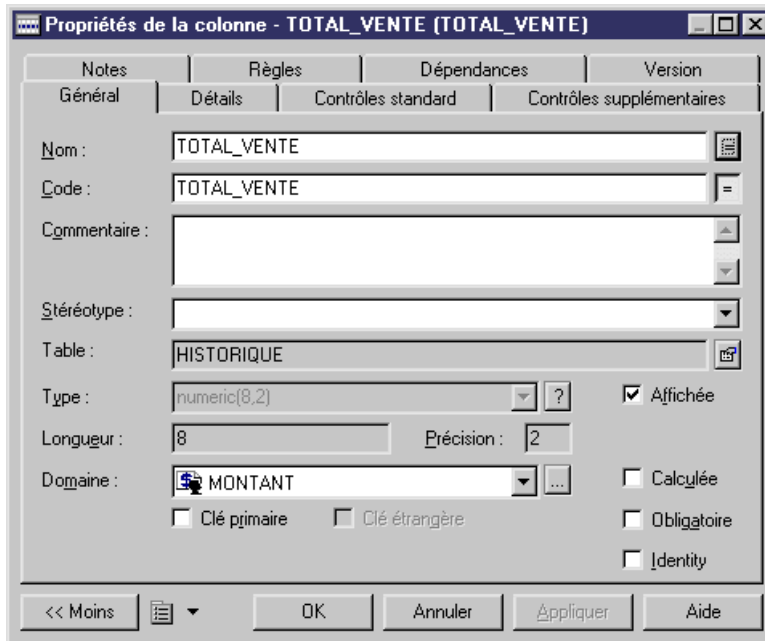 Propriétés de la colonne - TOTAL_VENTE (TOTAL_VENTE)
Notes Règles Dépendances Version
Général Détails Contrôles standard Contrôles supplémentaires
Nom : TOTAL_VENTE
Code : TOTAL_VENTE =
Commentaire :
Stéréotype :
Table : HISTORIQUE
Type : numeric(8,2) ? Affichée
Longueur : 8 Précision : 2
Domaine : MONTANT ... Calculée
Clé primaire Clé étrangère Obligatoire
Identity
<< Moins OK Annuler Appliquer Aide